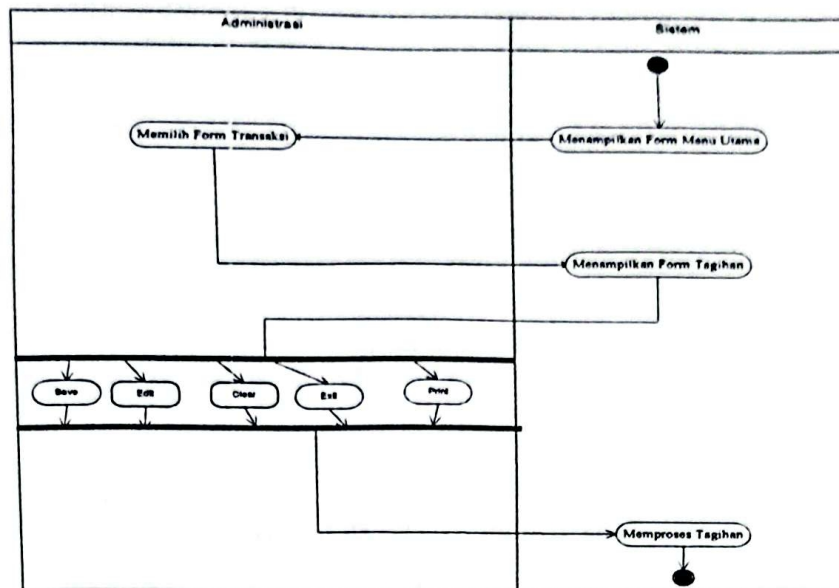 Administrasi
Sistem
Memilih Form Transaksi
Menampilkan Form Menu Utama
Menampilkan Form Tagihan
Save
Edit
Clear
Exit
Print
Memproses Tagihan